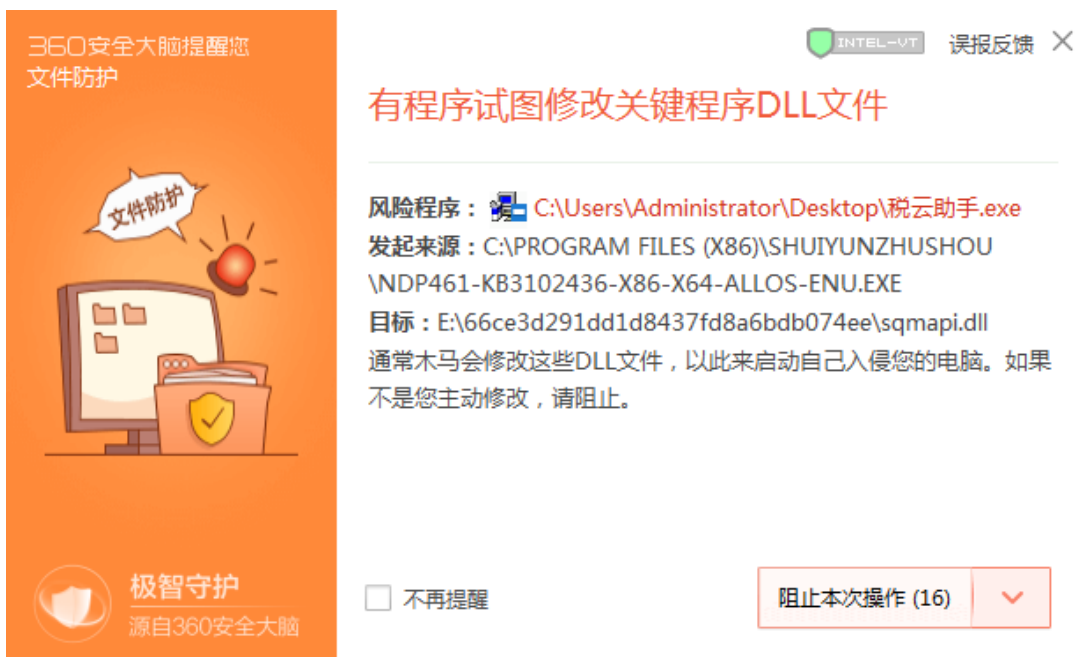 360安全大脑提醒您
文件防护
INTEL-VT
误报反馈
有程序试图修改关键程序DLL文件
文件防护
风险程序：C:\Users\Administrator\Desktop\税云助手.exe
发起来源：C:\PROGRAM FILES (X86)\SHUIYUNZHUSHOU
\NDP461-KB3102436-X86-X64-ALLOS-ENU.EXE
目标：E:\66ce3d291dd1d8437fd8a6bdb074ee\sqmapi.dll
通常木马会修改这些DLL文件，以此来启动自己入侵您的电脑。如果
不是您主动修改，请阻止。
极智守护
源自360安全大脑
不再提醒
阻止本次操作 (16)